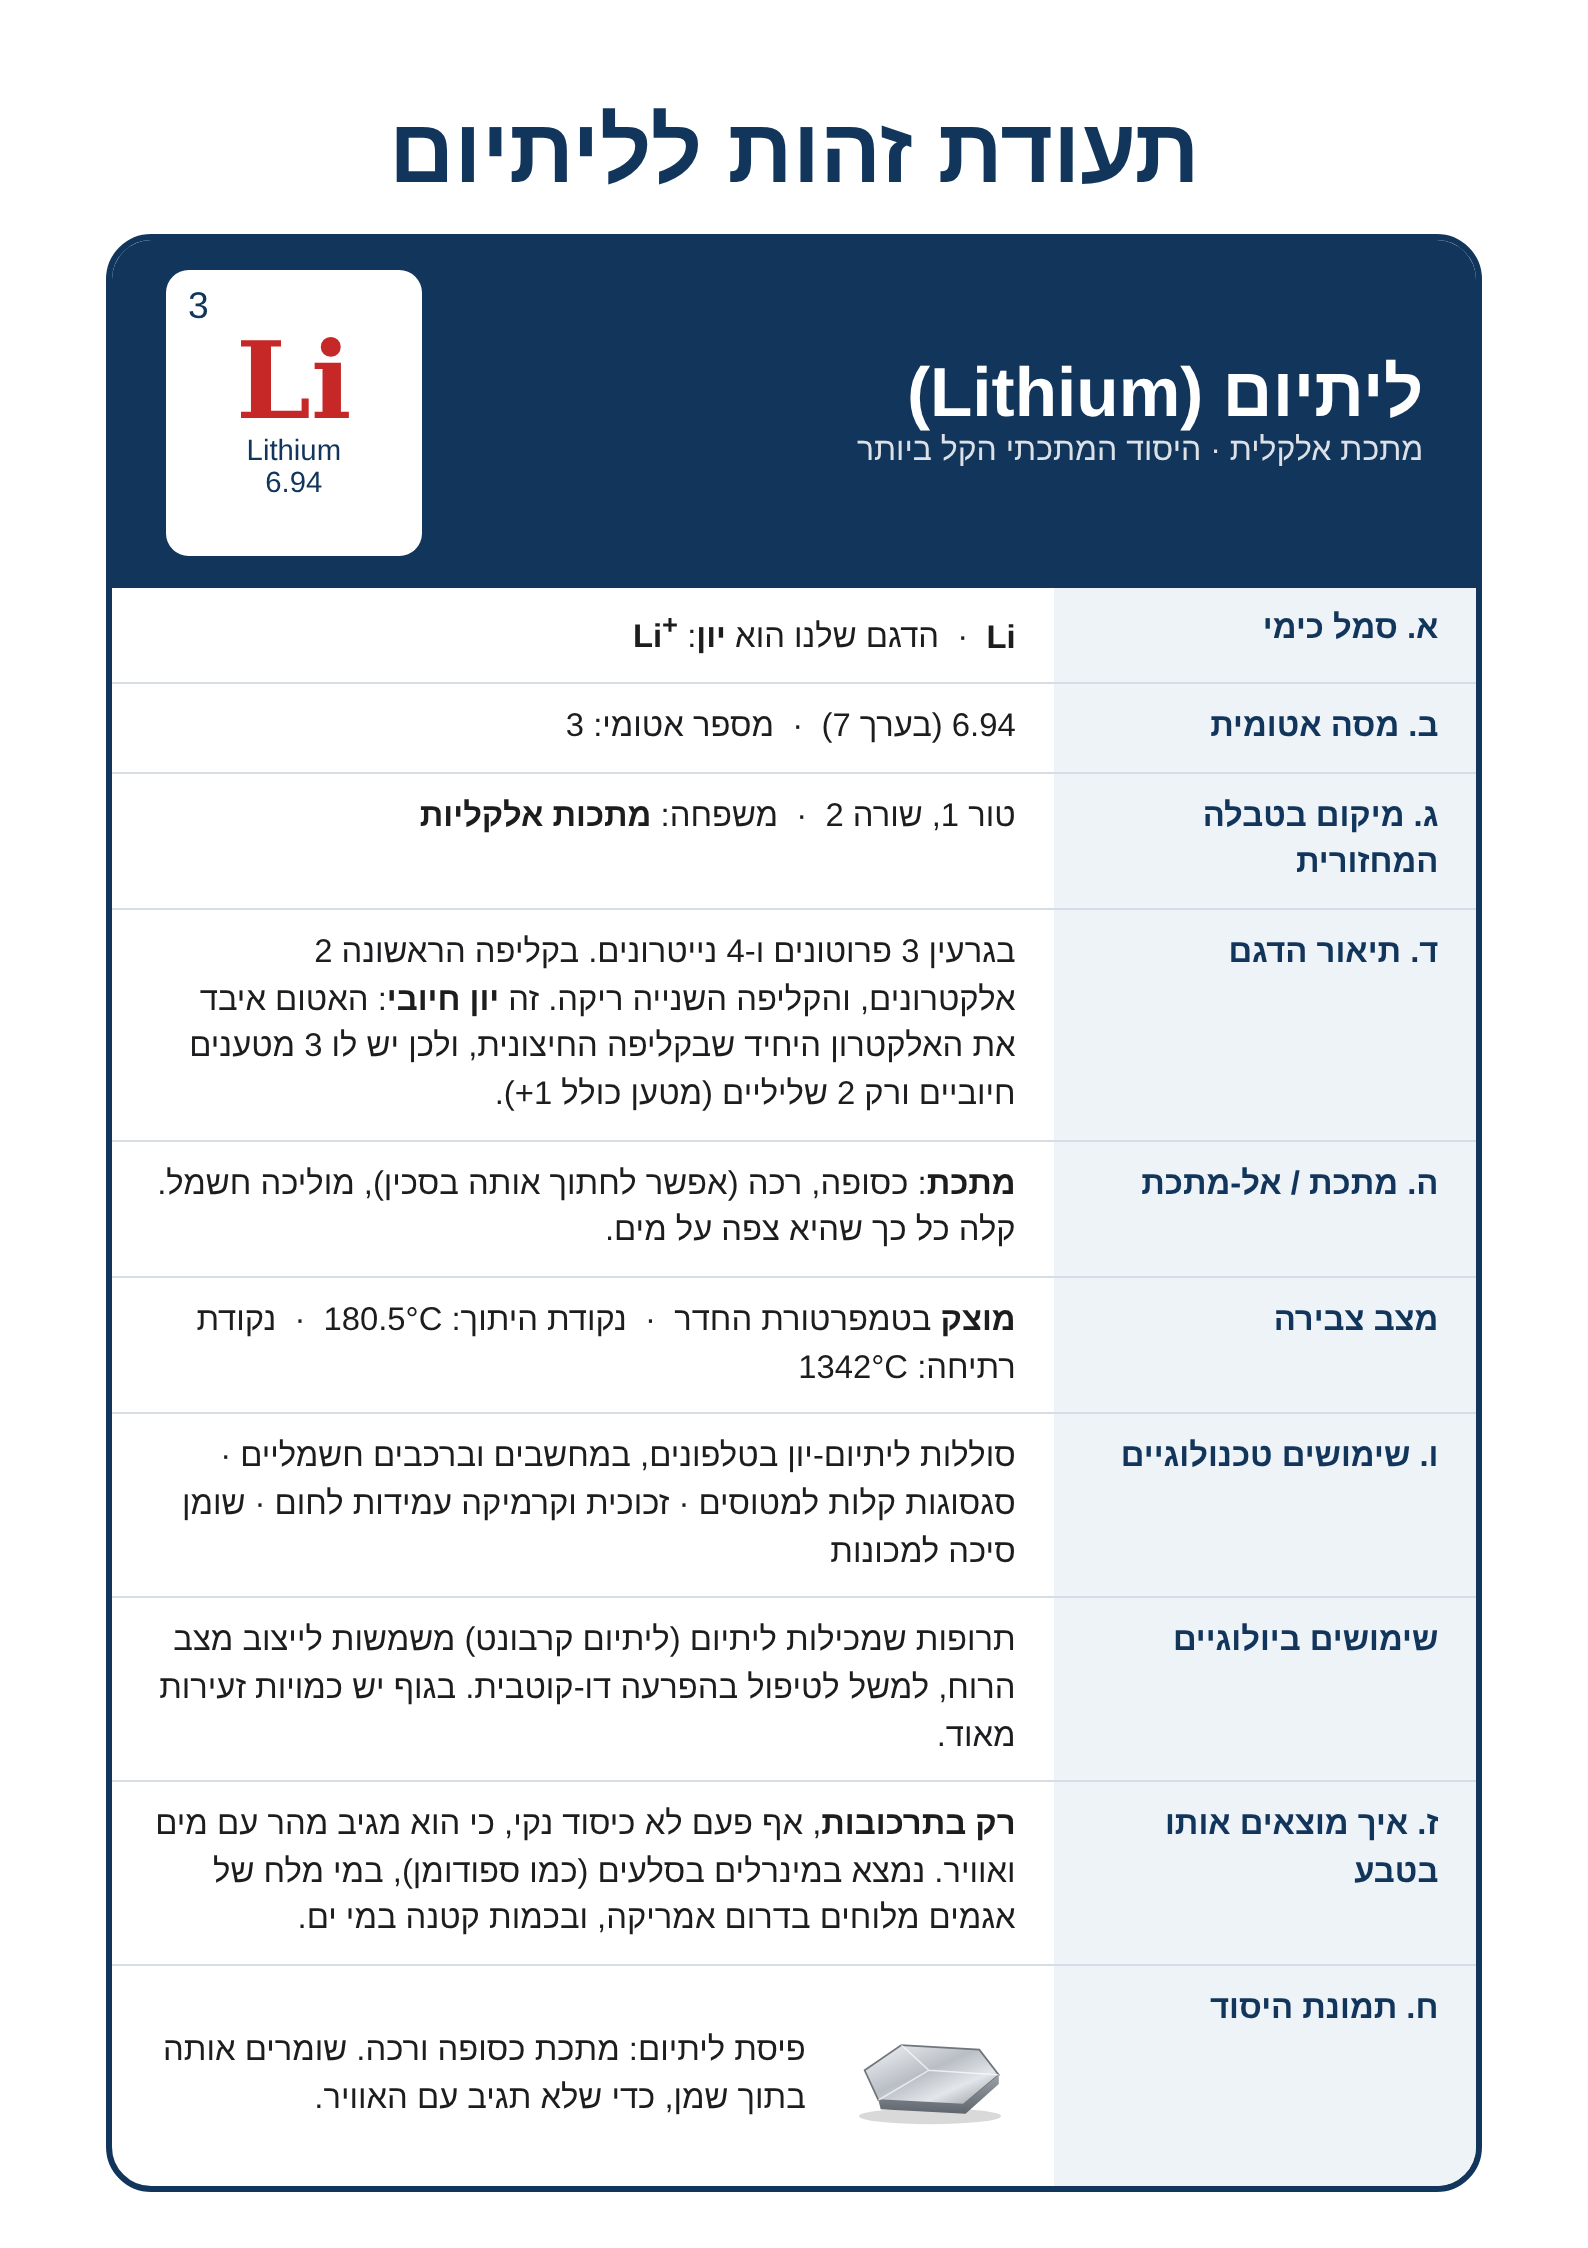 תעודת זהות לליתיום
ליתיום (Lithium)
מתכת אלקלית · היסוד המתכתי הקל ביותר
3
Li
Lithium
6.94
א. סמל כימי
Li · הדגם שלנו הוא יון: Li⁺
ב. מסה אטומית
6.94 (בערך 7) · מספר אטומי: 3
ג. מיקום בטבלה
המחזורית
טור 1, שורה 2 · משפחה: מתכות אלקליות
ד. תיאור הדגם
בגרעין 3 פרוטונים ו-4 נייטרונים. בקליפה הראשונה 2
אלקטרונים, והקליפה השנייה ריקה. זה יון חיובי: האטום איבד
את האלקטרון היחיד שבקליפה החיצונית, ולכן יש לו 3 מטענים
חיוביים ורק 2 שליליים (מטען כולל 1+).
ה. מתכת / אל-מתכת
מתכת: כסופה, רכה (אפשר לחתוך אותה בסכין), מוליכה חשמל.
קלה כל כך שהיא צפה על מים.
מצב צבירה
מוצק בטמפרטורת החדר · נקודת היתוך: 180.5°C · נקודת
רתיחה: 1342°C
ו. שימושים טכנולוגיים
סוללות ליתיום-יון בטלפונים, במחשבים וברכבים חשמליים ·
סגסוגות קלות למטוסים · זכוכית וקרמיקה עמידות לחום · שומן
סיכה למכונות
שימושים ביולוגיים
תרופות שמכילות ליתיום (ליתיום קרבונט) משמשות לייצוב מצב
הרוח, למשל לטיפול בהפרעה דו-קוטבית. בגוף יש כמויות זעירות
מאוד.
ז. איך מוצאים אותו
בטבע
רק בתרכובות, אף פעם לא כיסוד נקי, כי הוא מגיב מהר עם מים
ואוויר. נמצא במינרלים בסלעים (כמו ספודומן), במי מלח של
אגמים מלוחים בדרום אמריקה, ובכמות קטנה במי ים.
ח. תמונת היסוד
פיסת ליתיום: מתכת כסופה ורכה. שומרים אותה
בתוך שמן, כדי שלא תגיב עם האוויר.